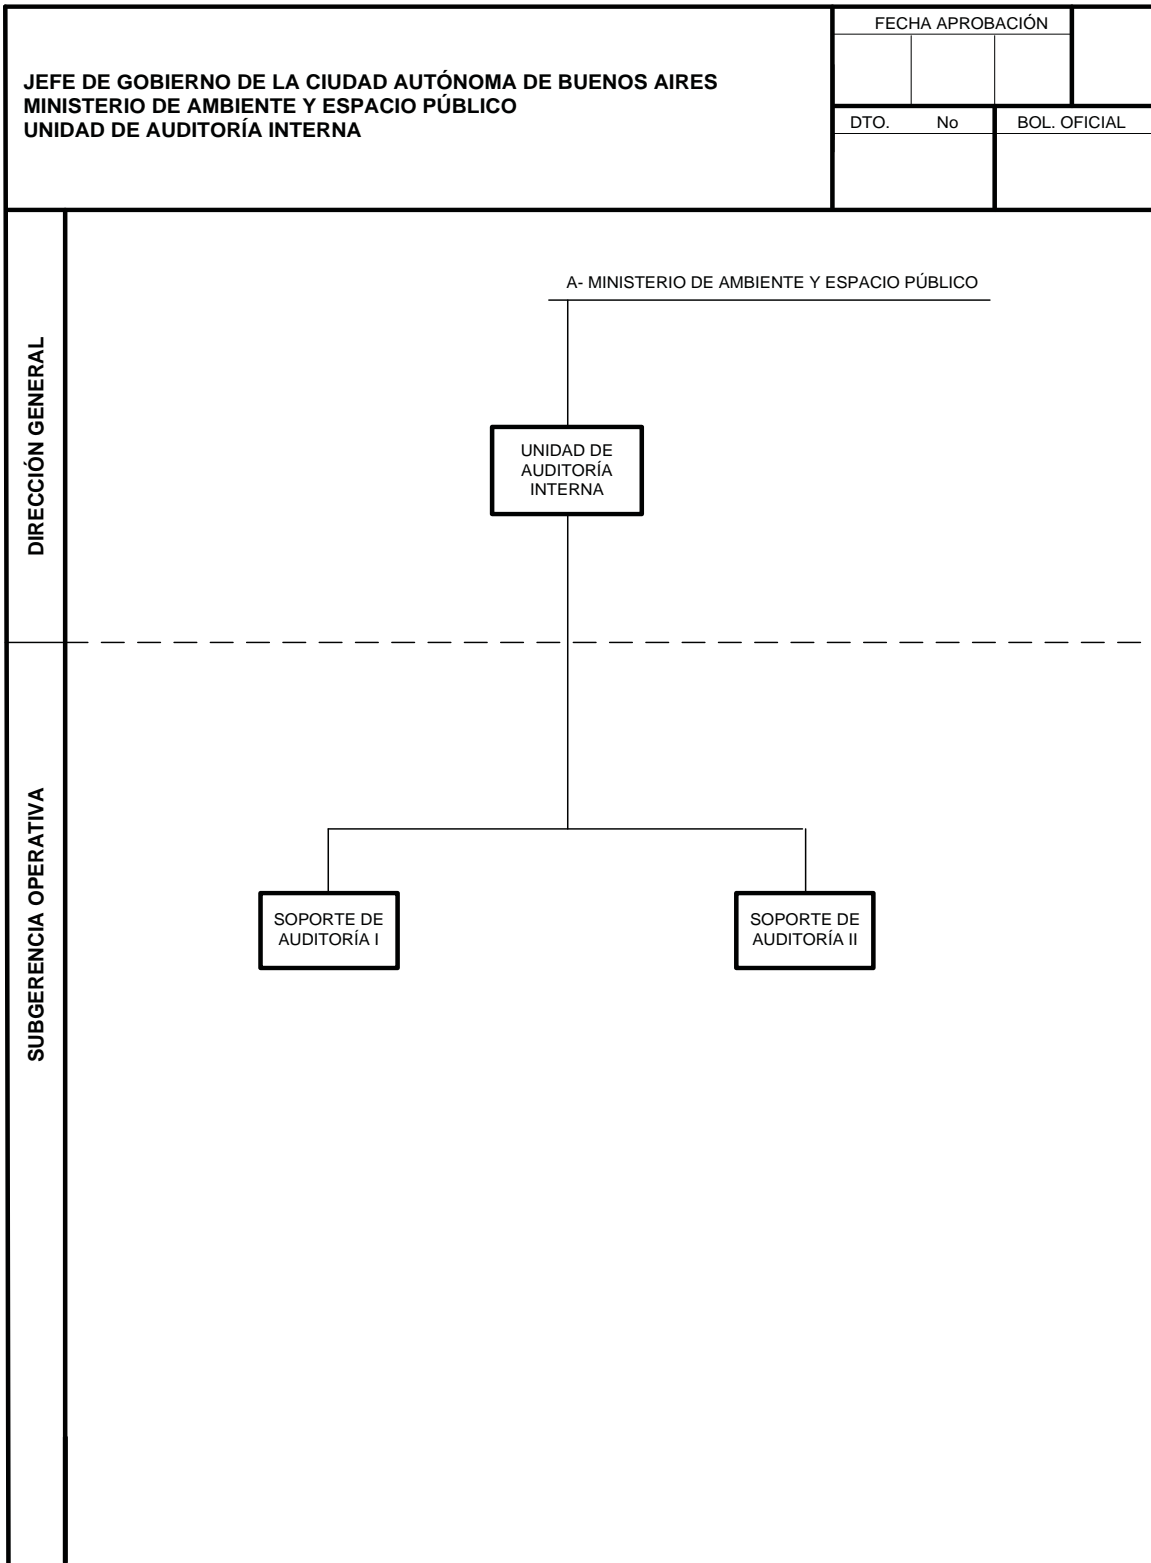 FECHA APROBACIÓN
JEFE DE GOBIERNO DE LA CIUDAD AUTÓNOMA DE BUENOS AIRES
MINISTERIO DE AMBIENTE Y ESPACIO PÚBLICO
UNIDAD DE AUDITORÍA INTERNA
DTO. No BOL. OFICIAL
A- MINISTERIO DE AMBIENTE Y ESPACIO PÚBLICO
DIRECCIÓN GENERAL
UNIDAD DE
AUDITORÍA
INTERNA
SUBGERENCIA OPERATIVA
SOPORTE DE
AUDITORÍA I
SOPORTE DE
AUDITORÍA II